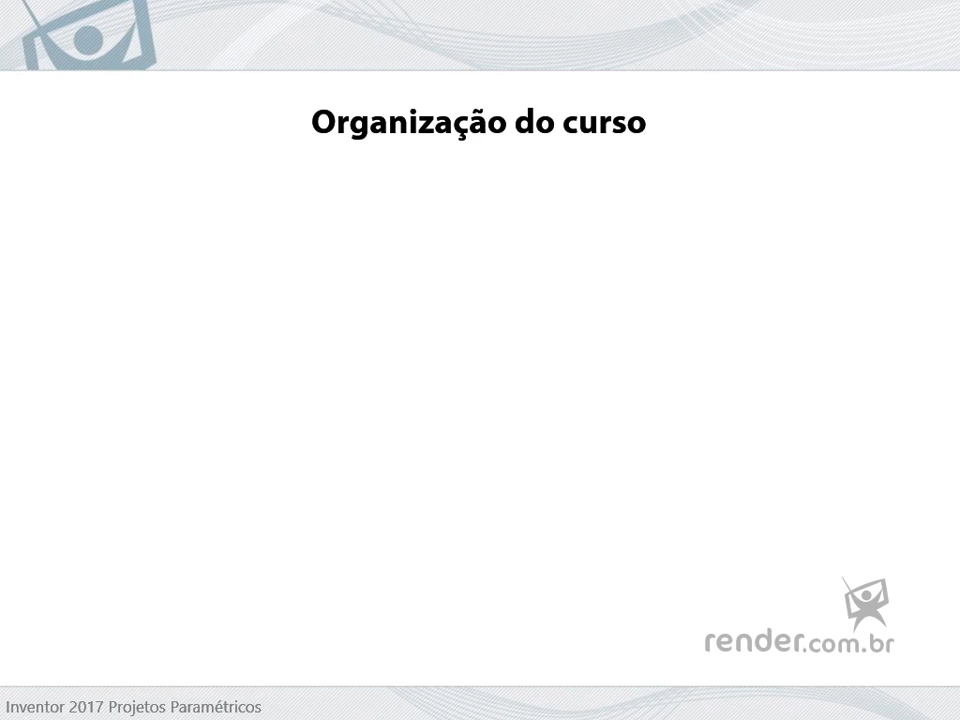 Organização do curso
render.com.br
Inventor 2017 Projetos Paramétricos